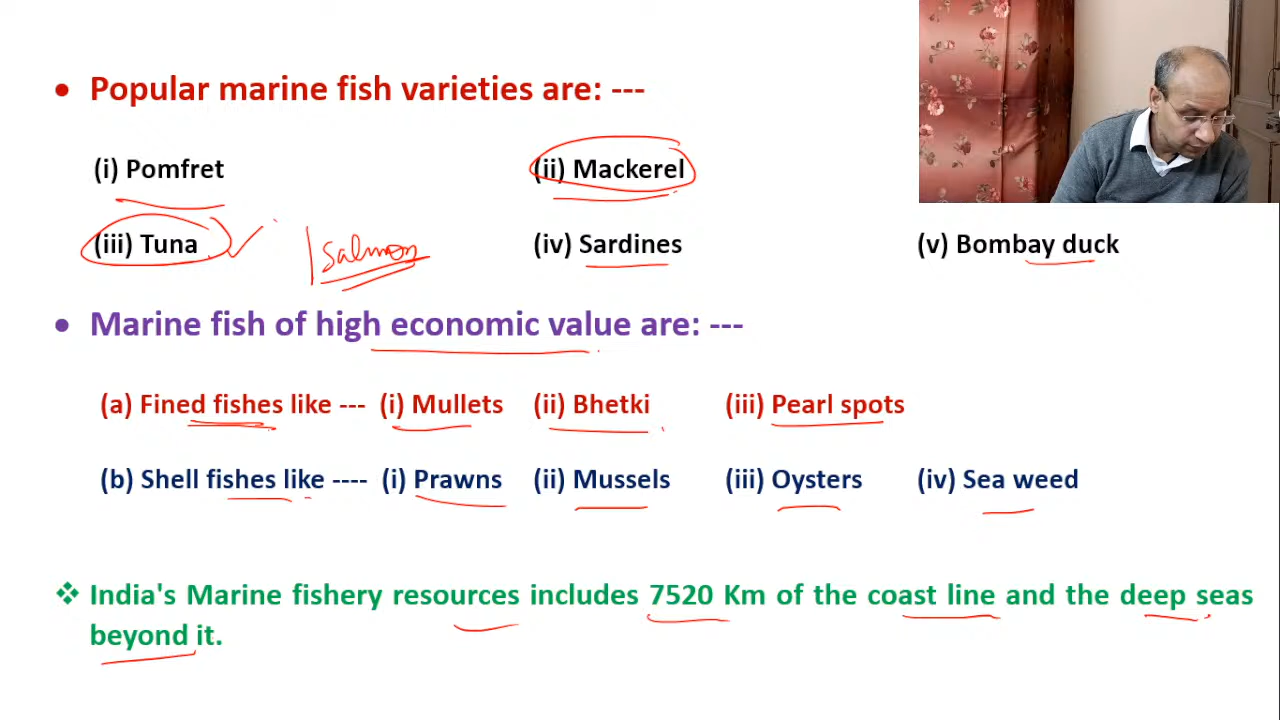 • Popular marine fish varieties are: ---
(i) Pomfret (ii) Mackerel
(iii) Tuna Salmon (iv) Sardines (v) Bombay duck
• Marine fish of high economic value are: ---
(a) Fined fishes like --- (i) Mullets (ii) Bhetki (iii) Pearl spots
(b) Shell fishes like ---- (i) Prawns (ii) Mussels (iii) Oysters (iv) Sea weed
❖ India's Marine fishery resources includes 7520 Km of the coast line and the deep seas
beyond it.